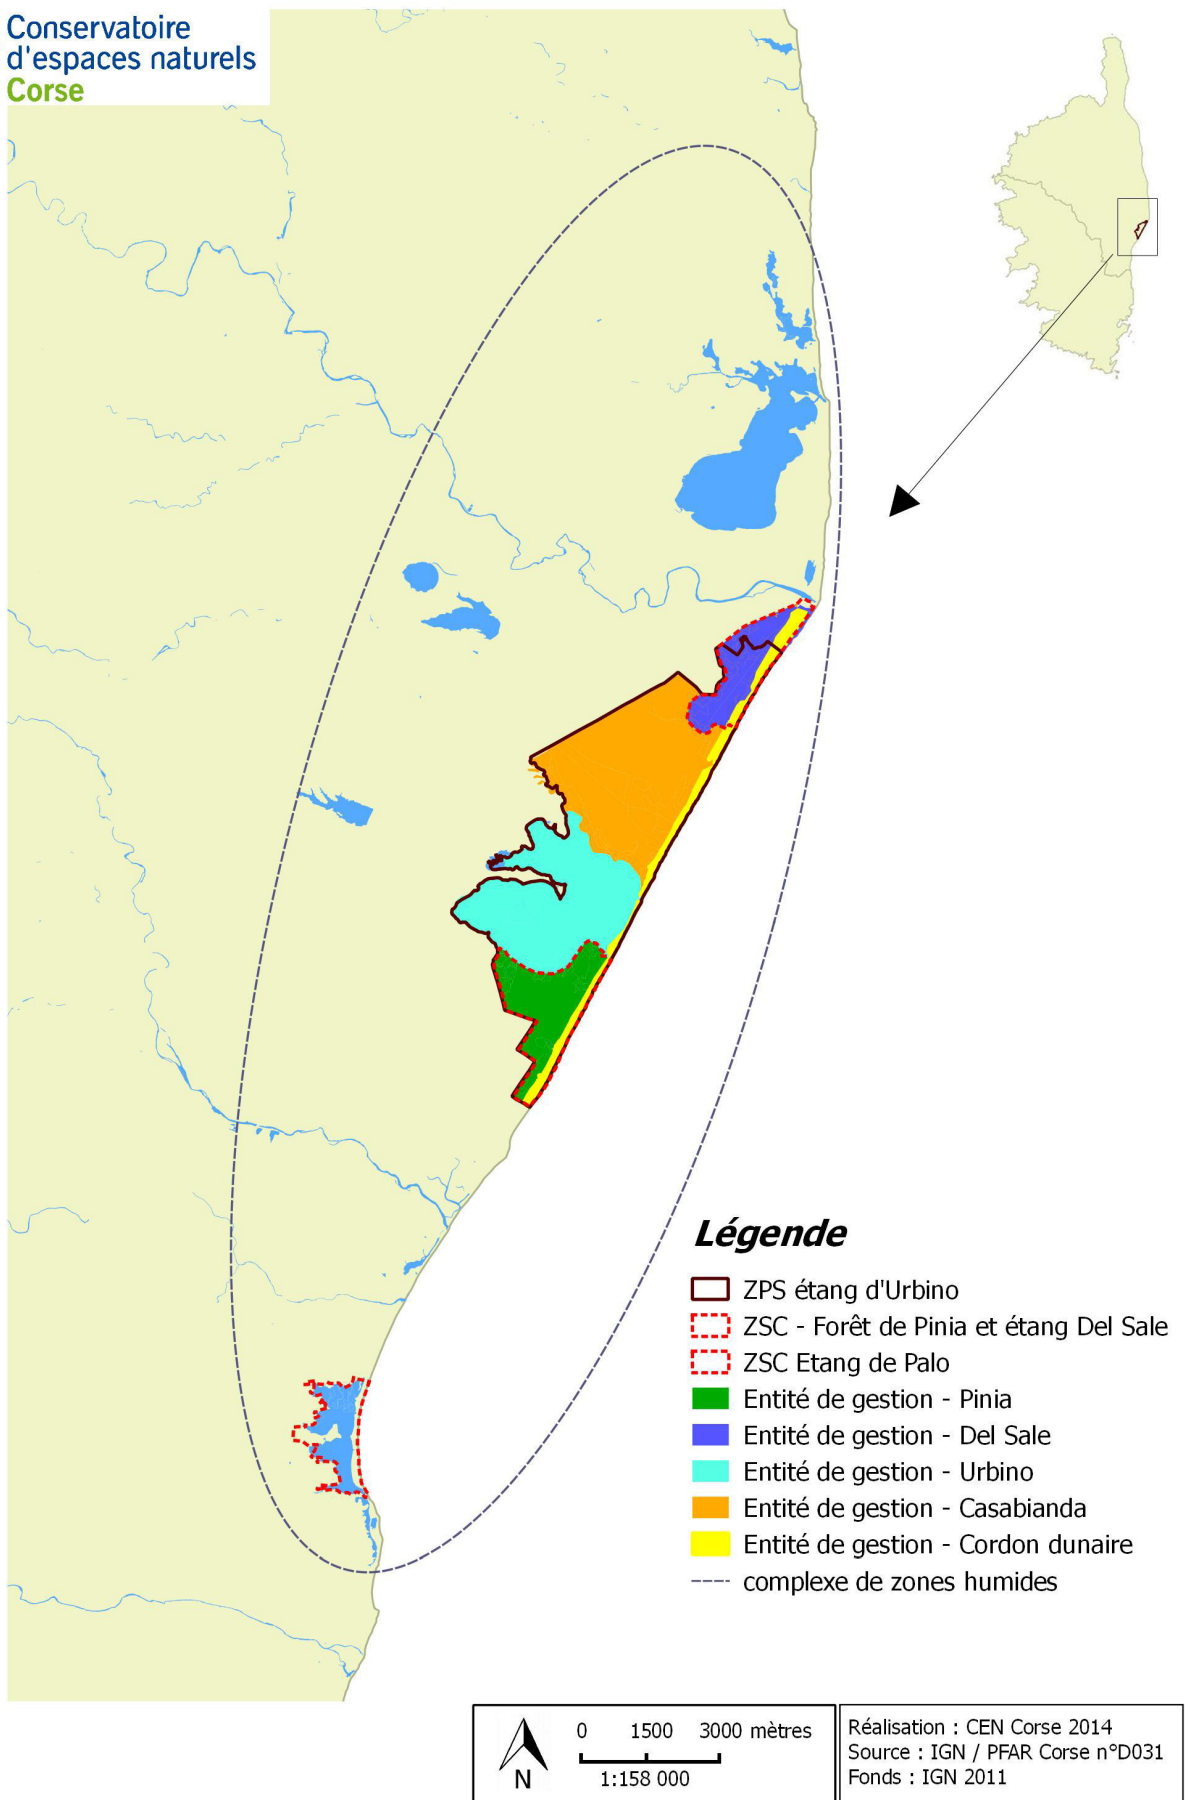 Conservatoire
d'espaces naturels
Corse
Légende
ZPS étang d'Urbino
ZSC - Forêt de Pinia et étang Del Sale
ZSC Etang de Palo
Entité de gestion - Pinia
Entité de gestion - Del Sale
Entité de gestion - Urbino
Entité de gestion - Casabianda
Entité de gestion - Cordon dunaire
complexe de zones humides
N
0 1500 3000 mètres
1:158 000
Réalisation : CEN Corse 2014
Source : IGN / PFAR Corse n°D031
Fonds : IGN 2011